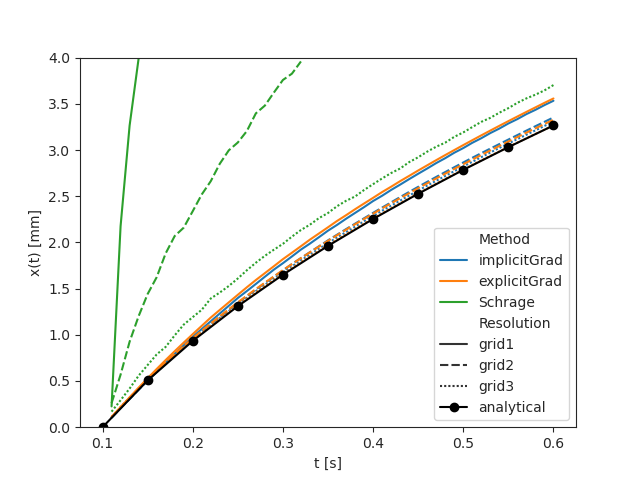 4.0
3.5
3.0
2.5
2.0
1.5
1.0
0.5
0.0
x(t) [mm]
0.1 0.2 0.3 0.4 0.5 0.6
t [s]
Method
implicitGrad
explicitGrad
Schrage
Resolution
grid1
grid2
grid3
analytical